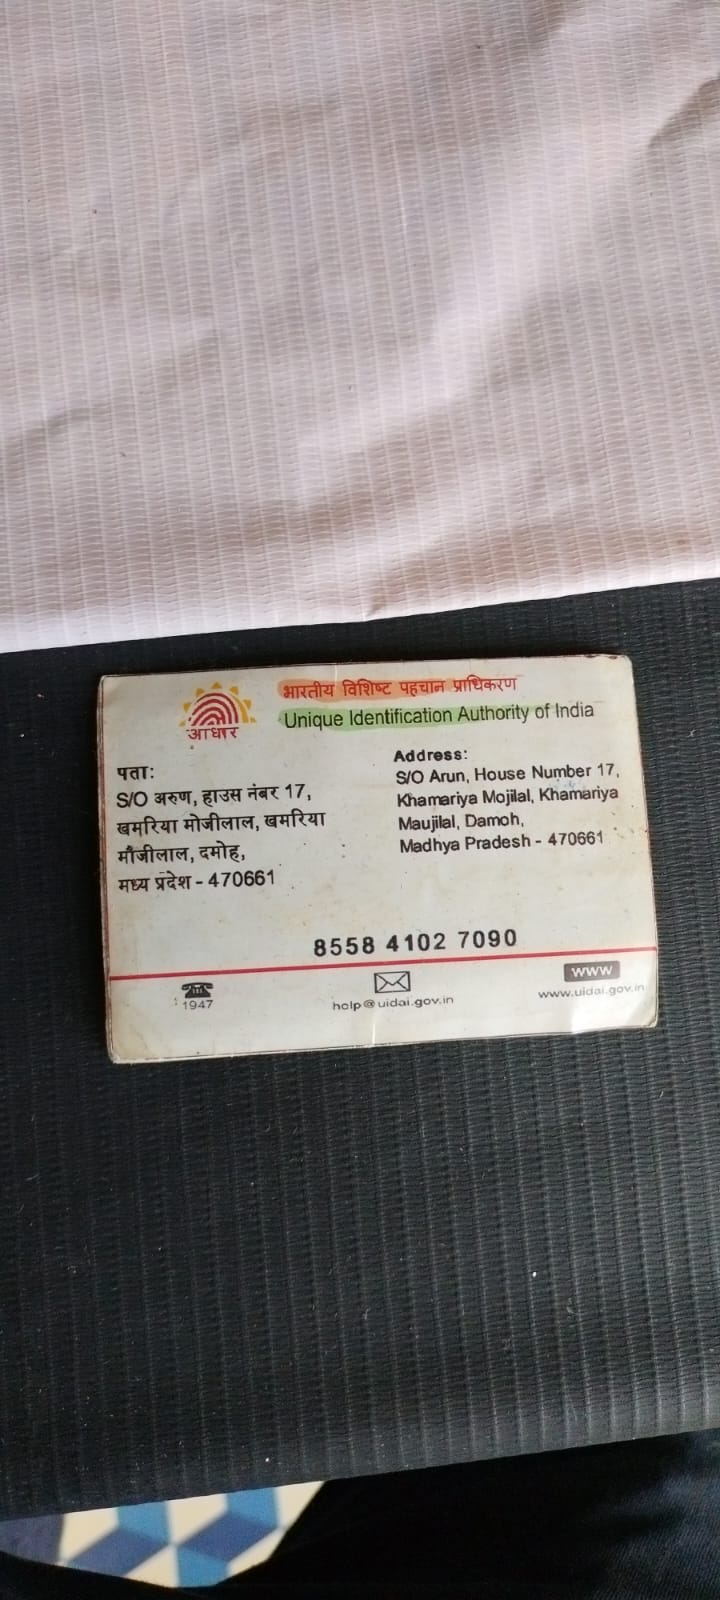 भारतीय विशिष्ट पहचान प्राधिकरण
Unique Identification Authority of India
आधार
पता:
S/O अरुण, हाउस नंबर 17,
खमरिया मोजीलाल, खमरिया
मौजीलाल, दमोह,
मध्य प्रदेश - 470661
Address:
S/O Arun, House Number 17,
Khamariya Mojilal, Khamariya
Maujilal, Damoh,
Madhya Pradesh - 470661
8558 4102 7090
1947
help@uidai.gov.in
www
www.uidai.gov.in